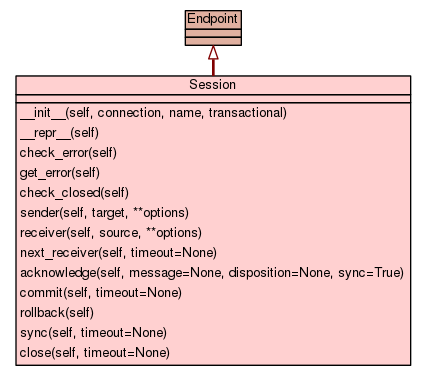 Endpoint
Session
__init__(self, connection, name, transactional)
__repr__(self)
check_error(self)
get_error(self)
check_closed(self)
sender(self, target, **options)
receiver(self, source, **options)
next_receiver(self, timeout=None)
acknowledge(self, message=None, disposition=None, sync=True)
commit(self, timeout=None)
rollback(self)
sync(self, timeout=None)
close(self, timeout=None)